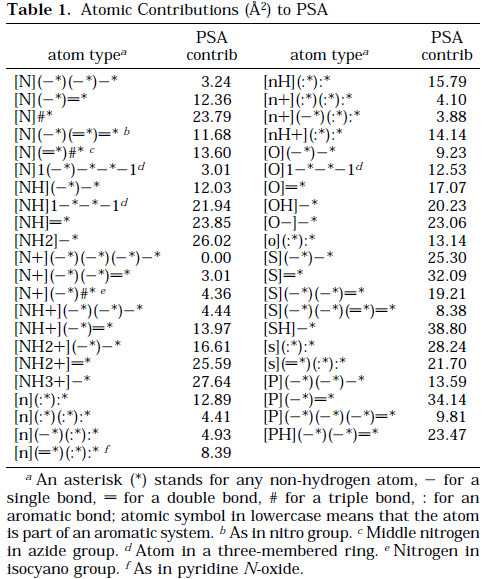 Table 1. Atomic Contributions (Å²) to PSA
atom typeᵃ PSA contrib atom typeᵃ PSA contrib
[N](−*)(−*)−* 3.24 [nH](:*):* 15.79
[N](−*)=* 12.36 [n+](:*)(:*):* 4.10
[N]#* 23.79 [n+](−*)(:*):* 3.88
[N](−*)(=*)=* ᵇ 11.68 [nH+](:*):* 14.14
[N](=*)#* ᶜ 13.60 [O](−*)−* 9.23
[N]1(−*)−*−*−1ᵈ 3.01 [O]1−*−*−1ᵈ 12.53
[NH](−*)−* 12.03 [O]=* 17.07
[NH]1−*−*−1ᵈ 21.94 [OH]−* 20.23
[NH]=* 23.85 [O−]−* 23.06
[NH2]−* 26.02 [o](:*):* 13.14
[N+](−*)(−*)(−*)−* 0.00 [S](−*)−* 25.30
[N+](−*)(−*)=* 3.01 [S]=* 32.09
[N+](−*)#* ᵉ 4.36 [S](−*)(−*)=* 19.21
[NH+](−*)(−*)−* 4.44 [S](−*)(−*)(=*)=* 8.38
[NH+](−*)=* 13.97 [SH]−* 38.80
[NH2+](−*)−* 16.61 [s](:*):* 28.24
[NH2+]=* 25.59 [s](=*)(:*):* 21.70
[NH3+]−* 27.64 [P](−*)(−*)−* 13.59
[n](:*):* 12.89 [P](−*)=* 34.14
[n](:*)(:*):* 4.41 [P](−*)(−*)(−*)=* 9.81
[n](−*)(:*):* 4.93 [PH](−*)(−*)=* 23.47
[n](=*)(:*):* ᶠ 8.39
ᵃ An asterisk (*) stands for any non-hydrogen atom, − for a
single bond, = for a double bond, # for a triple bond, : for an
aromatic bond; atomic symbol in lowercase means that the atom
is part of an aromatic system. ᵇ As in nitro group. ᶜ Middle nitrogen
in azide group. ᵈ Atom in a three-membered ring. ᵉ Nitrogen in
isocyano group. ᶠ As in pyridine N-oxide.